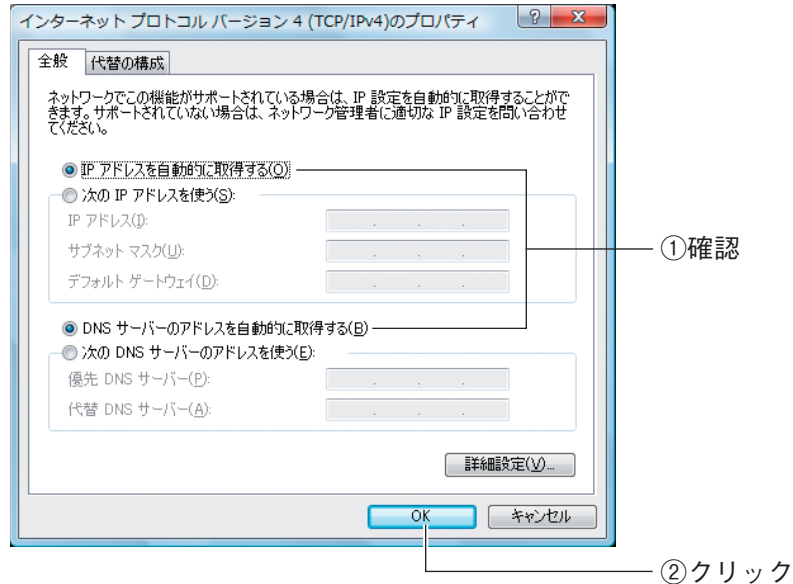 インターネット プロトコル バージョン 4 (TCP/IPv4)のプロパティ
全般
代替の構成
ネットワークでこの機能がサポートされている場合は、IP 設定を自動的に取得することがで
きます。サポートされていない場合は、ネットワーク管理者に適切な IP 設定を問い合わせ
てください。
IP アドレスを自動的に取得する(O)
次の IP アドレスを使う(S):
IP アドレス(I):
サブネット マスク(U):
デフォルト ゲートウェイ(D):
①確認
DNS サーバーのアドレスを自動的に取得する(B)
次の DNS サーバーのアドレスを使う(E):
優先 DNS サーバー(P):
代替 DNS サーバー(A):
詳細設定(V)...
OK
キャンセル
②クリック